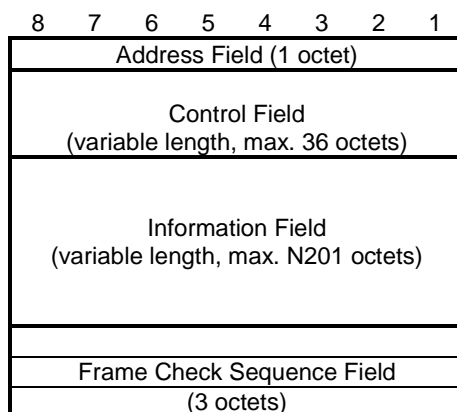 8 7 6 5 4 3 2 1
Address Field (1 octet)
Control Field
(variable length, max. 36 octets)
Information Field
(variable length, max. N201 octets)
Frame Check Sequence Field
(3 octets)